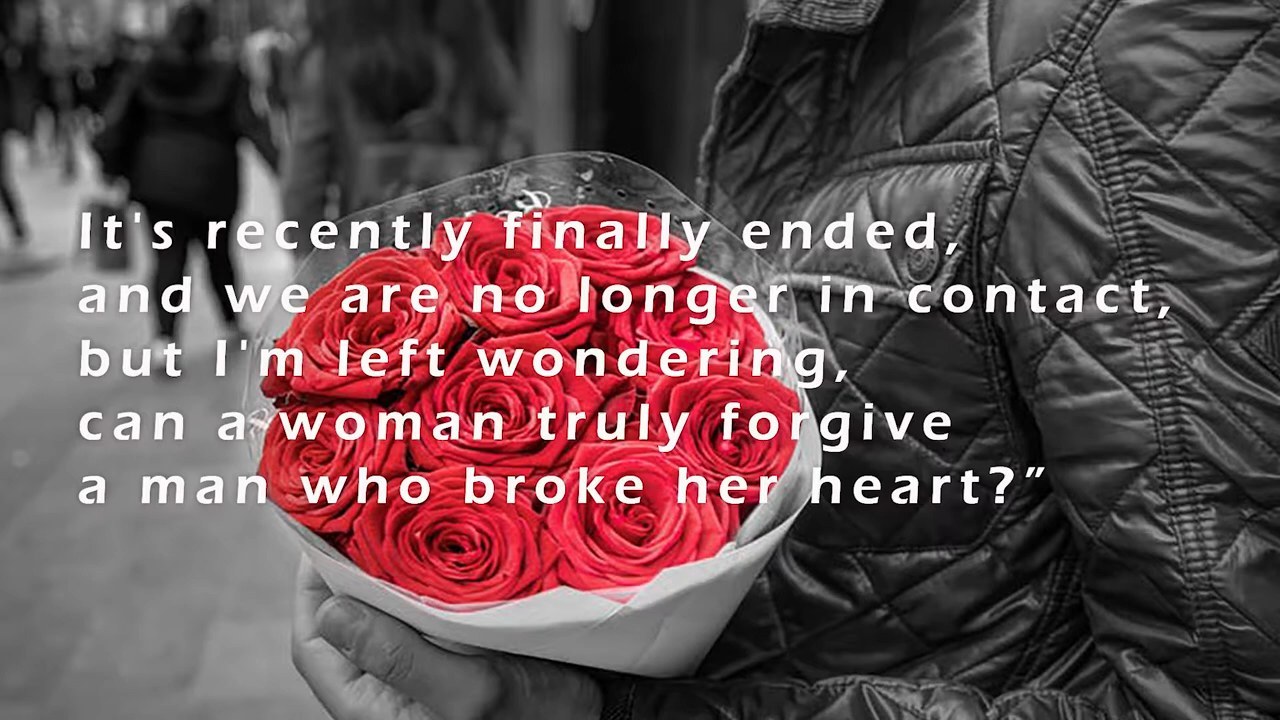 It's recently finally ended,
and we are no longer in contact,
but I'm left wondering,
can a woman truly forgive
a man who broke her heart?”